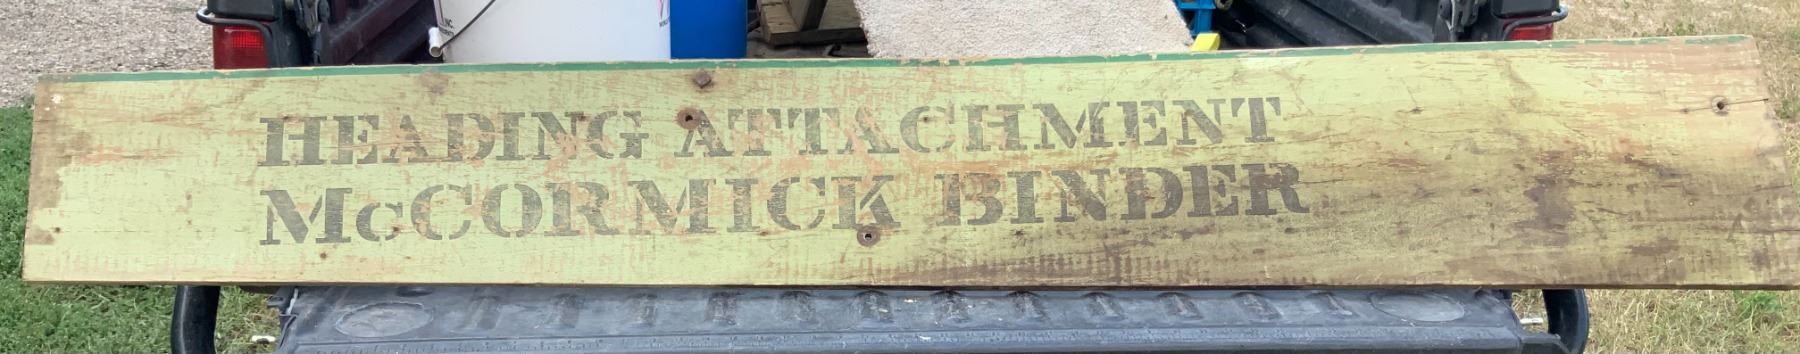 HEADING ATTACHMENT
McCORMICK BINDER